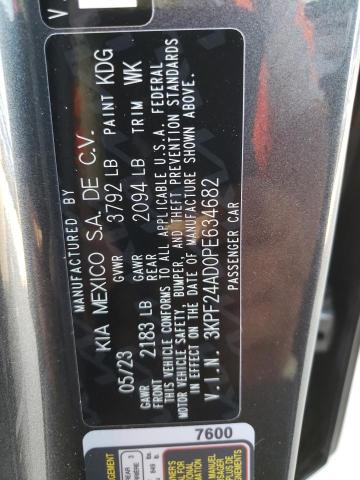 MANUFACTURED BY
KIA MEXICO S.A. DE C.V.
05/23 GVWR 3792 LB PAINT KDG
GAWR FRONT 2183 LB GAWR REAR 2094 LB TRIM WK
THIS VEHICLE CONFORMS TO ALL APPLICABLE U.S.A. FEDERAL
MOTOR VEHICLE SAFETY, BUMPER, AND THEFT PREVENTION STANDARDS
IN EFFECT ON THE DATE OF MANUFACTURE SHOWN ABOVE.
V.I.N. 3KPF24AD0PE634682
PASSENGER CAR
7600